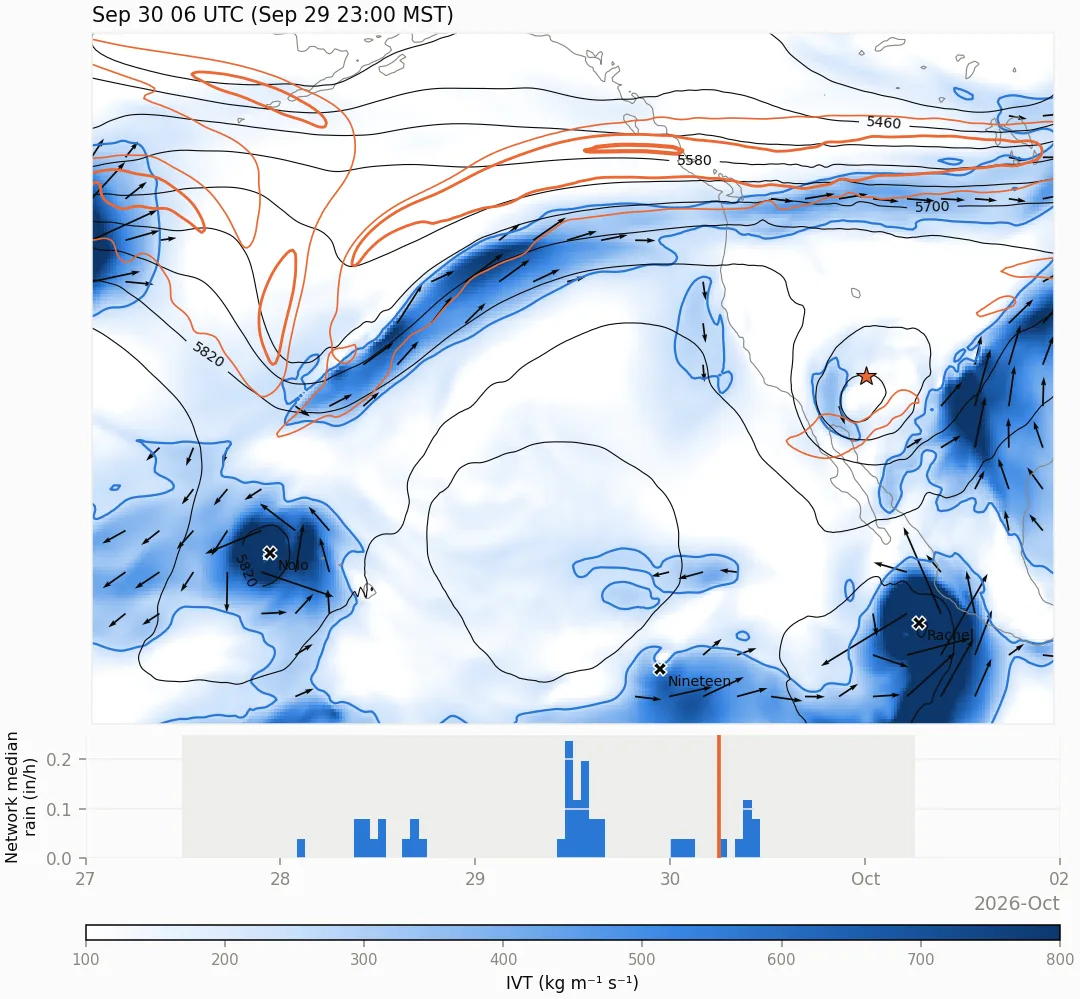 Sep 30 06 UTC (Sep 29 23:00 MST)
5460
5580
5700
5820
5820
Nolo
Rachel
Nineteen
Network median
rain (in/h)
0.2
0.1
0.0
27 28 29 30 Oct 02
2026-Oct
100 200 300 400 500 600 700 800
IVT (kg m⁻¹ s⁻¹)